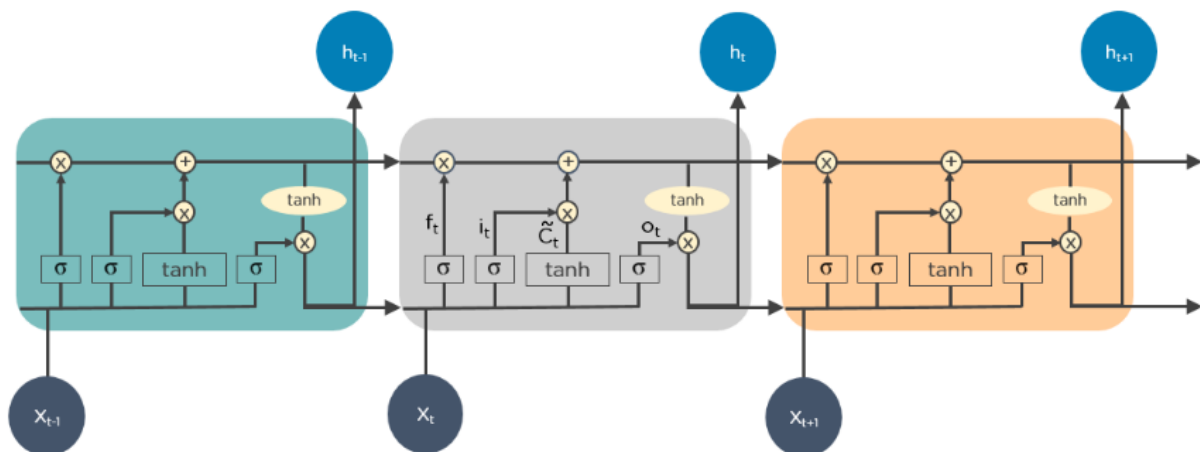 h_{t-1} h_t h_{t+1}
x + x + x +
tanh tanh tanh
x f_t i_t x C̃_t o_t x
x x x
σ σ tanh σ σ σ tanh σ σ σ tanh σ
X_{t-1} X_t X_{t+1}